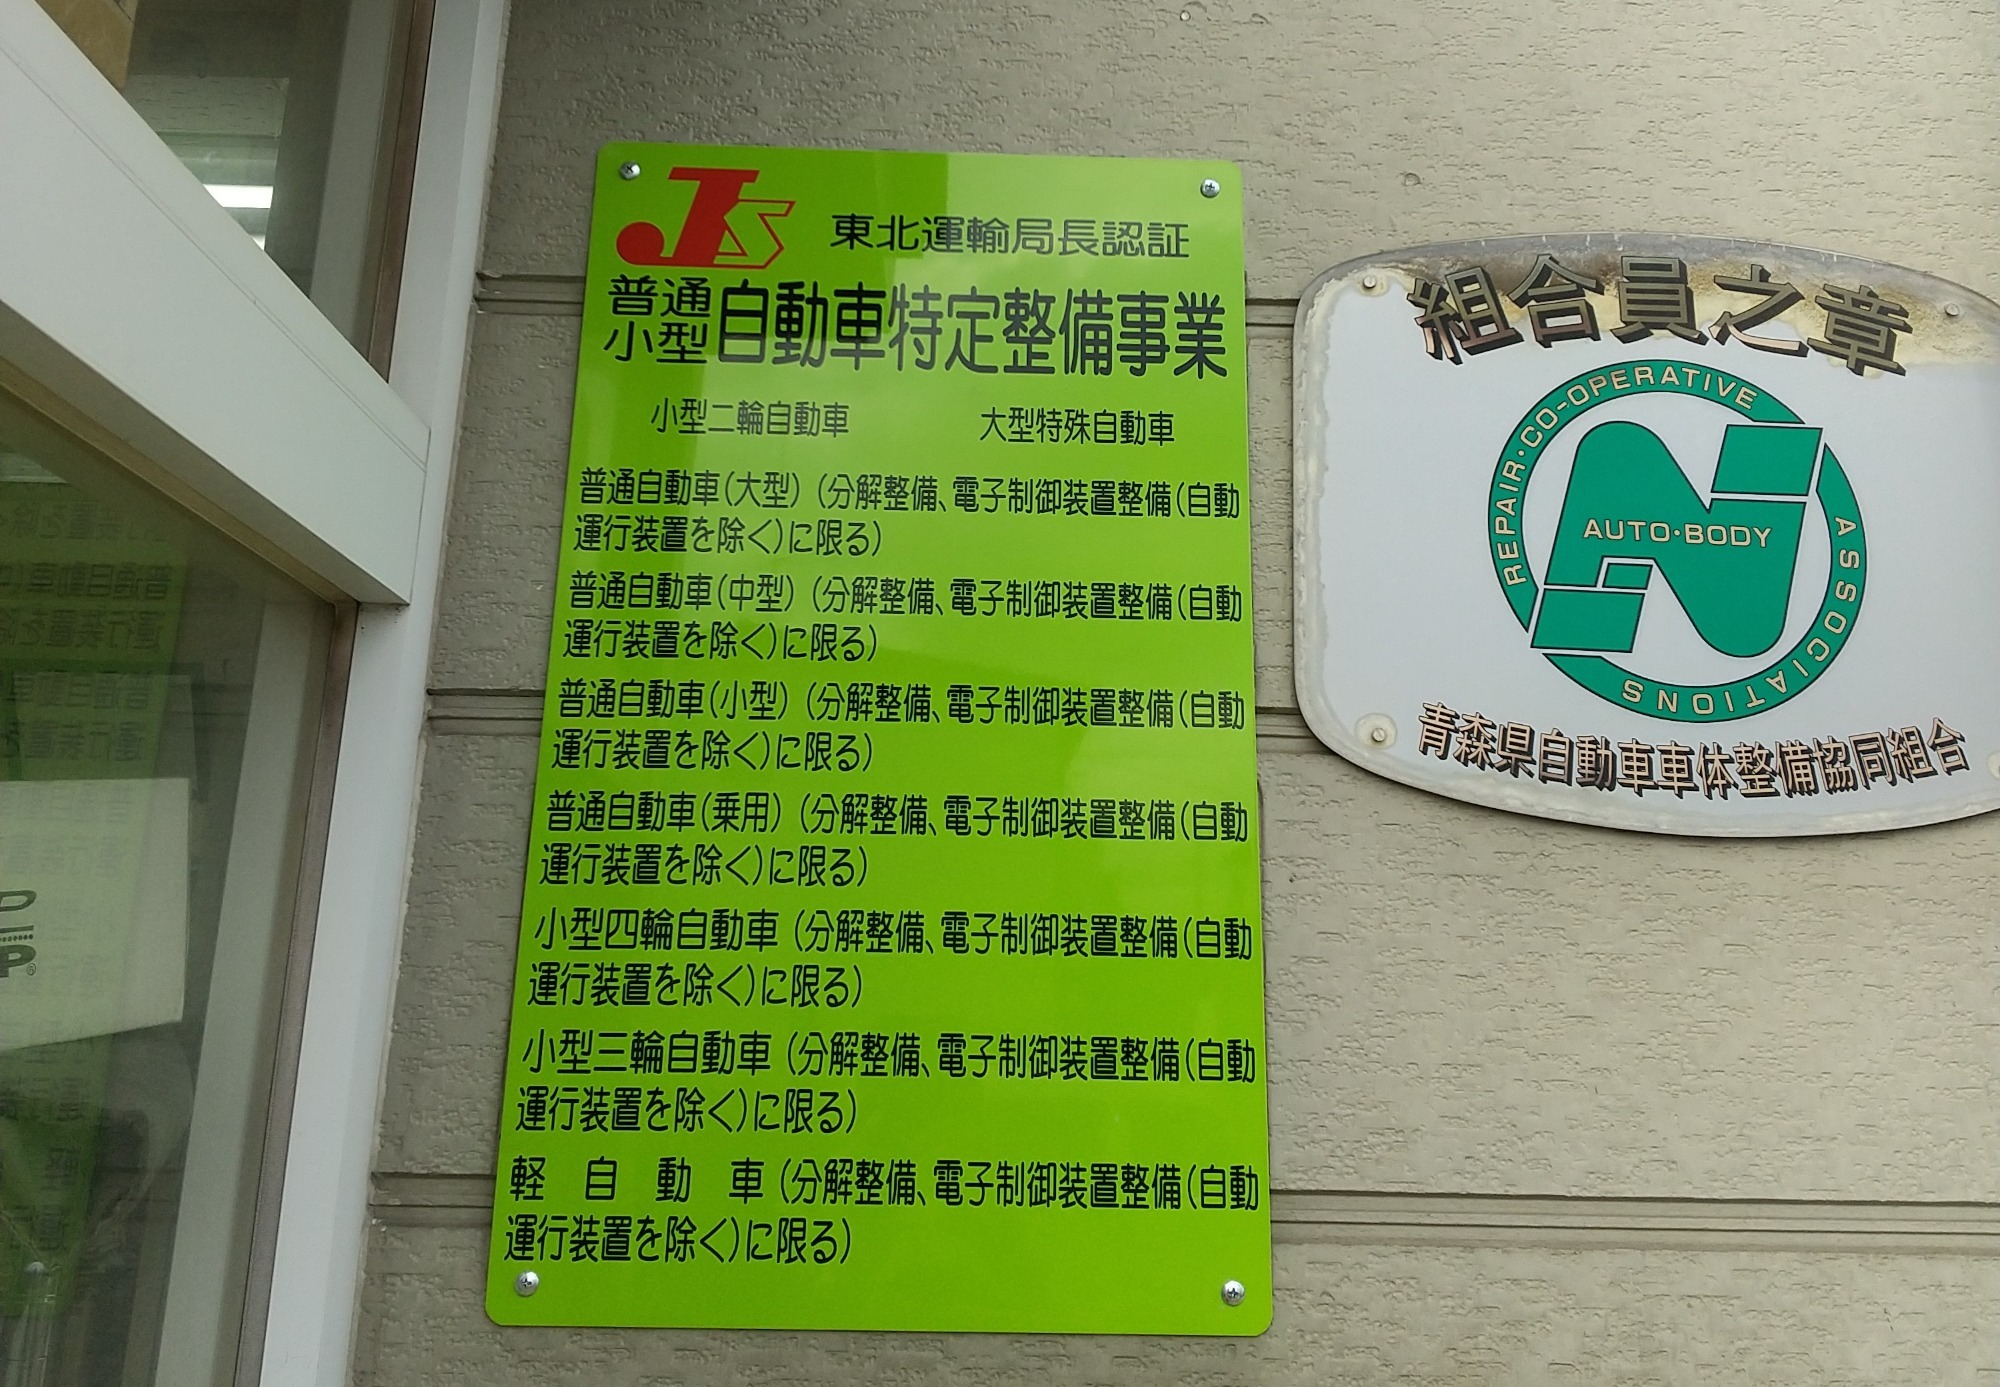 JKS 東北運輸局長認証
普通
小型
自動車特定整備事業
小型二輪自動車 大型特殊自動車
普通自動車(大型)(分解整備、電子制御装置整備(自動
運行装置を除く)に限る)
普通自動車(中型)(分解整備、電子制御装置整備(自動
運行装置を除く)に限る)
普通自動車(小型)(分解整備、電子制御装置整備(自動
運行装置を除く)に限る)
普通自動車(乗用)(分解整備、電子制御装置整備(自動
運行装置を除く)に限る)
小型四輪自動車(分解整備、電子制御装置整備(自動
運行装置を除く)に限る)
小型三輪自動車(分解整備、電子制御装置整備(自動
運行装置を除く)に限る)
軽自動車(分解整備、電子制御装置整備(自動
運行装置を除く)に限る)
組合員之章
REPAIR・CO-OPERATIVE ASSOCIATIONS
AUTO・BODY
青森県自動車車体整備協同組合